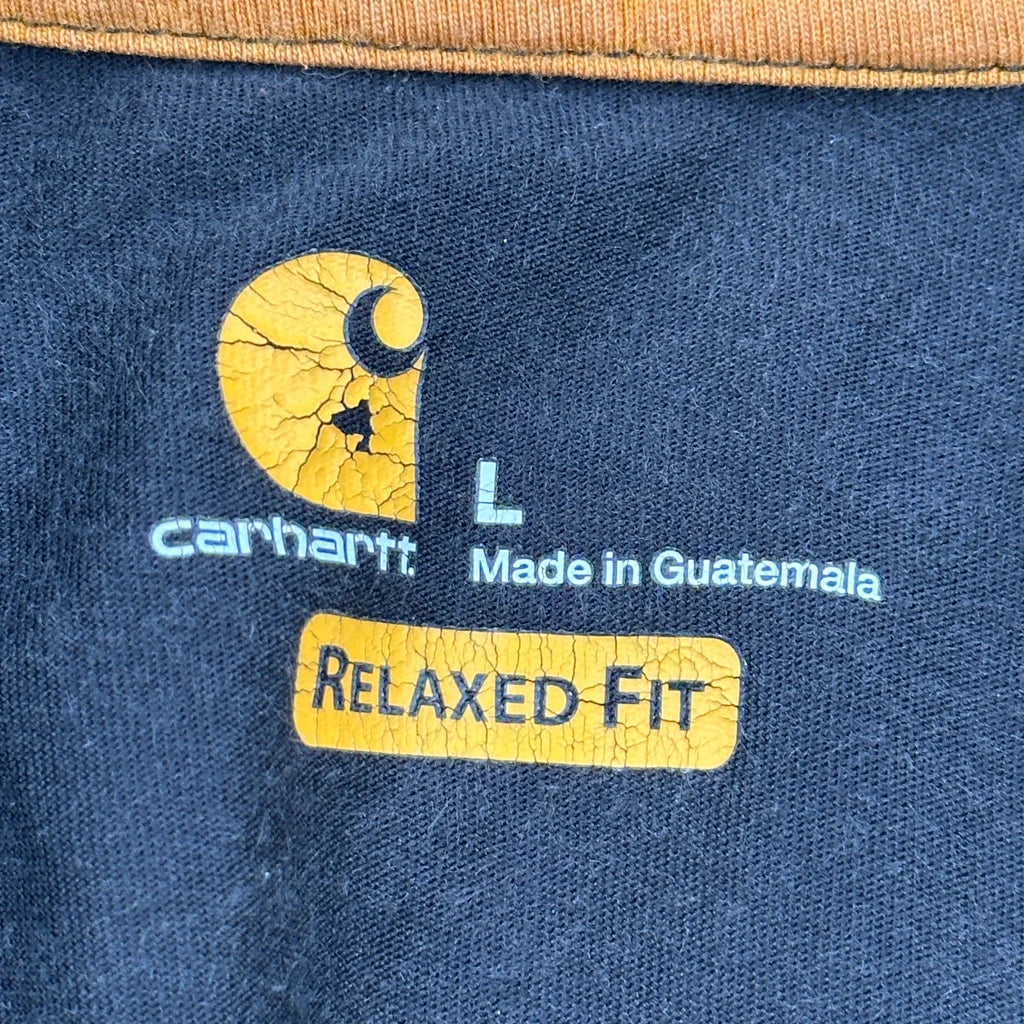 L
carhartt.
Made in Guatemala
RELAXED FIT